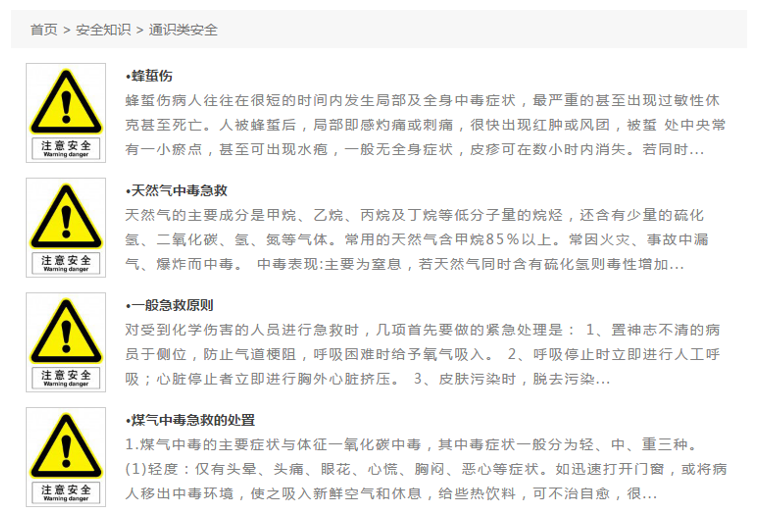 首页 > 安全知识 > 通识类安全
•蜂蜇伤
蜂蜇伤病人往往在很短的时间内发生局部及全身中毒症状，最严重的甚至出现过敏性休
克甚至死亡。人被蜂蜇后，局部即感灼痛或刺痛，很快出现红肿或风团，被蜇 处中央常
有一小瘀点，甚至可出现水疱，一般无全身症状，皮疹可在数小时内消失。若同时...
注意安全
Warning danger
•天然气中毒急救
天然气的主要成分是甲烷、乙烷、丙烷及丁烷等低分子量的烷烃，还含有少量的硫化
氢、二氧化碳、氢、氮等气体。常用的天然气含甲烷85%以上。常因火灾、事故中漏
气、爆炸而中毒。 中毒表现:主要为窒息，若天然气同时含有硫化氢则毒性增加...
注意安全
Warning danger
•一般急救原则
对受到化学伤害的人员进行急救时，几项首先要做的紧急处理是： 1、置神志不清的病
员于侧位，防止气道梗阻，呼吸困难时给予氧气吸入。 2、呼吸停止时立即进行人工呼
吸；心脏停止者立即进行胸外心脏挤压。 3、皮肤污染时，脱去污染...
注意安全
Warning danger
•煤气中毒急救的处置
1.煤气中毒的主要症状与体征一氧化碳中毒，其中毒症状一般分为轻、中、重三种。
(1)轻度：仅有头晕、头痛、眼花、心慌、胸闷、恶心等症状。如迅速打开门窗，或将病
人移出中毒环境，使之吸入新鲜空气和休息，给些热饮料，可不治自愈，很...
注意安全
Warning danger